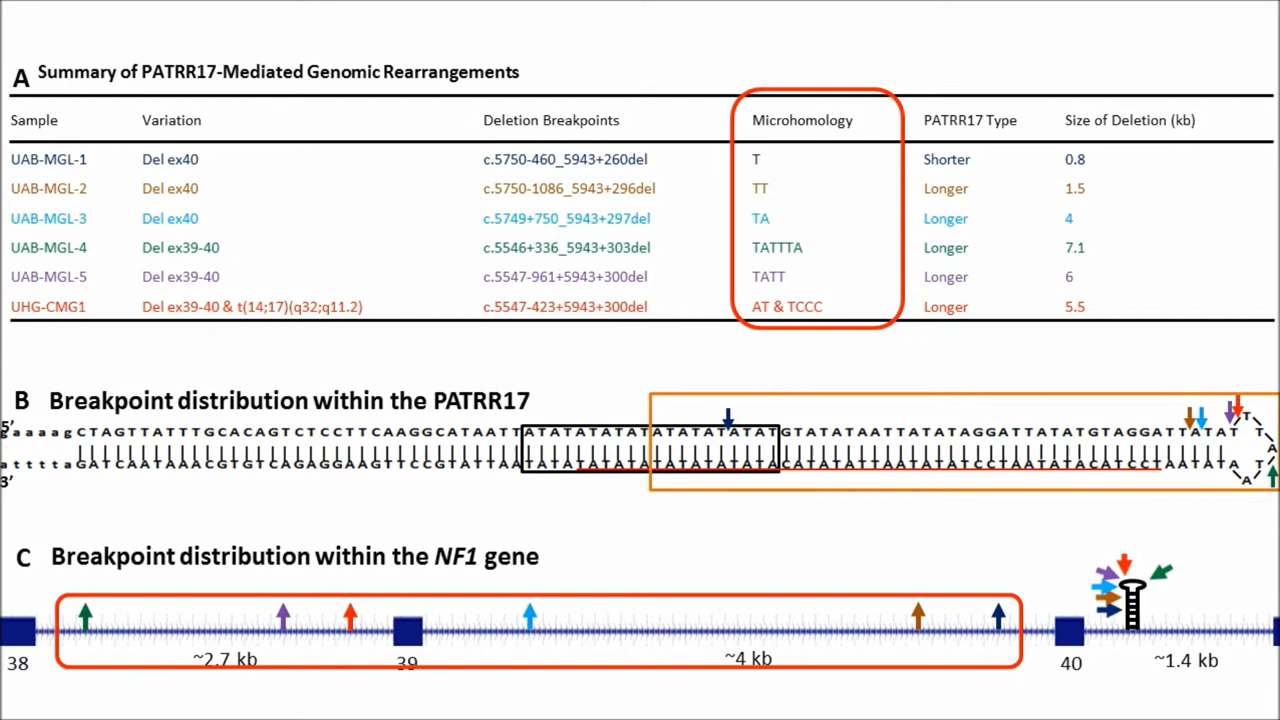 A Summary of PATRR17-Mediated Genomic Rearrangements
Sample Variation Deletion Breakpoints Microhomology PATRR17 Type Size of Deletion (kb)
UAB-MGL-1 Del ex40 c.5750-460_5943+260del T Shorter 0.8
UAB-MGL-2 Del ex40 c.5750-1086_5943+296del TT Longer 1.5
UAB-MGL-3 Del ex40 c.5749+750_5943+297del TA Longer 4
UAB-MGL-4 Del ex39-40 c.5546+336_5943+303del TATTTA Longer 7.1
UAB-MGL-5 Del ex39-40 c.5547-961+5943+300del TATT Longer 6
UHG-CMG1 Del ex39-40 & t(14;17)(q32;q11.2) c.5547-423+5943+300del AT & TCCC Longer 5.5
B Breakpoint distribution within the PATRR17
5'
gaaaagCTAGTTATTTGCACAGTCTCCTTCAAGGCATAATTATATATATATATATATATATGTATATAATTATATAGGATTATATGTAGGATTATATT
T
A
attttaGATCAATAAACGTGTCAGAGGAAGTTCCGTATTAATATATATATATATATATATACATATATTAATATATCCTAATATACATCCTAATATA
T
A
3'
C Breakpoint distribution within the NF1 gene
38 ~2.7 kb 39 ~4 kb 40 ~1.4 kb